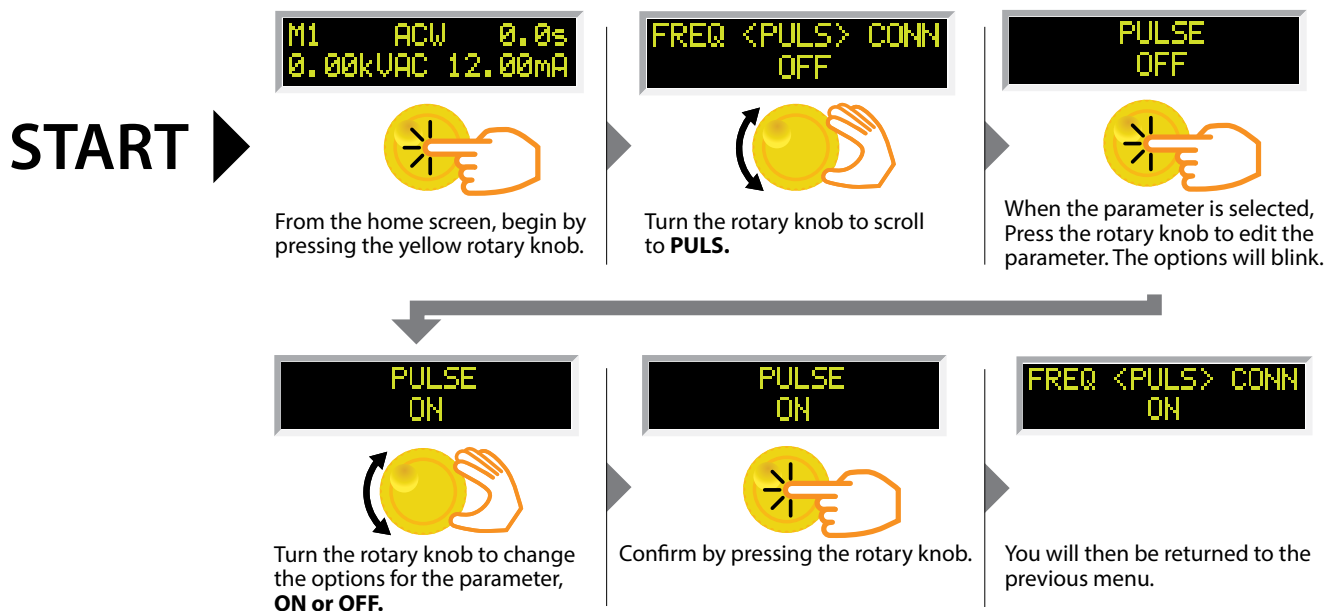 START
M1 ACW 0.0s
0.00kVAC 12.00mA
From the home screen, begin by
pressing the yellow rotary knob.
FREQ <PULS> CONN
OFF
Turn the rotary knob to scroll
to PULS.
PULSE
OFF
When the parameter is selected,
Press the rotary knob to edit the
parameter. The options will blink.
PULSE
ON
Turn the rotary knob to change
the options for the parameter,
ON or OFF.
PULSE
ON
Confirm by pressing the rotary knob.
FREQ <PULS> CONN
ON
You will then be returned to the
previous menu.